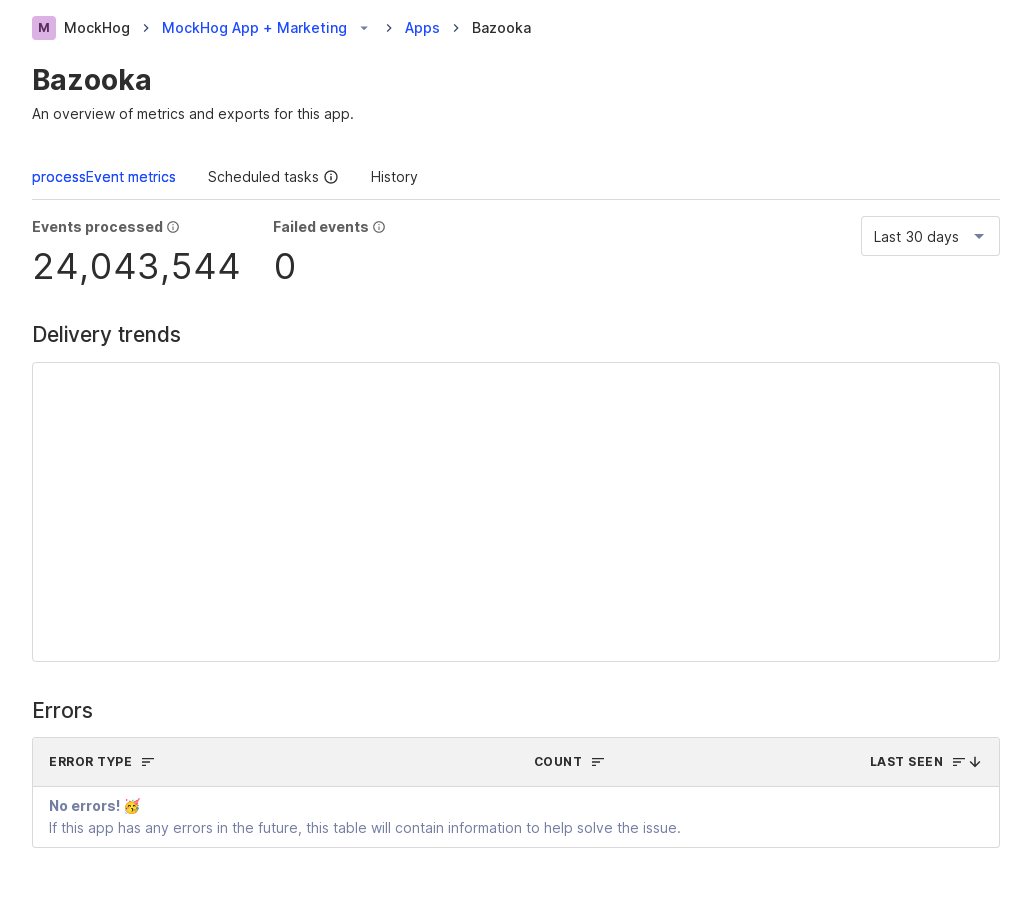 M MockHog MockHog App + Marketing Apps Bazooka
Bazooka
An overview of metrics and exports for this app.
processEvent metrics Scheduled tasks History
Events processed Failed events
24,043,544 0
Last 30 days
Delivery trends
Errors
ERROR TYPE COUNT LAST SEEN
No errors! 🥳
If this app has any errors in the future, this table will contain information to help solve the issue.